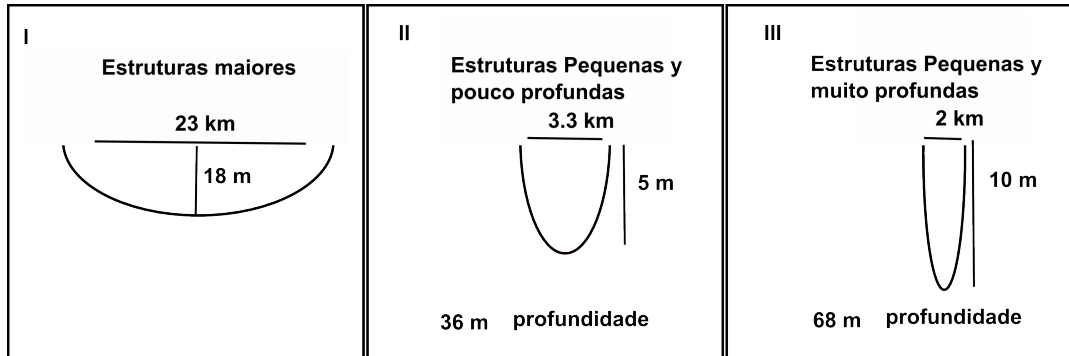 I
Estruturas maiores
23 km
18 m
II
Estruturas Pequenas y
pouco profundas
3.3 km
5 m
36 m profundidade
III
Estruturas Pequenas y
muito profundas
2 km
10 m
68 m profundidade